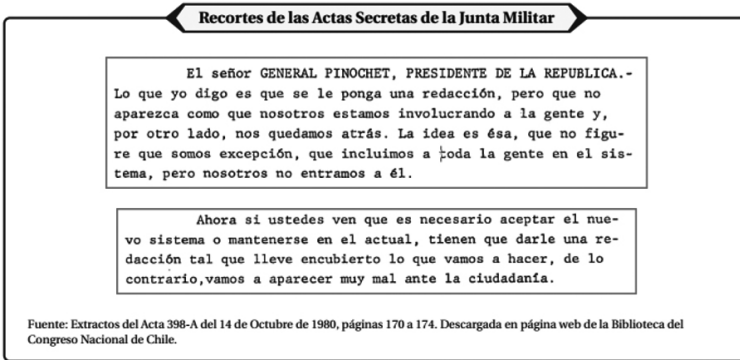 Recortes de las Actas Secretas de la Junta Militar
El señor GENERAL PINOCHET, PRESIDENTE DE LA REPUBLICA.-
Lo que yo digo es que se le ponga una redacción, pero que no
aparezca como que nosotros estamos involucrando a la gente y,
por otro lado, nos quedamos atrás. La idea es ésa, que no figu-
re que somos excepción, que incluimos a toda la gente en el sis-
tema, pero nosotros no entramos a él.
Ahora si ustedes ven que es necesario aceptar el nue-
vo sistema o mantenerse en el actual, tienen que darle una re-
dacción tal que lleve encubierto lo que vamos a hacer, de lo
contrario,vamos a aparecer muy mal ante la ciudadanía.
Fuente: Extractos del Acta 398-A del 14 de Octubre de 1980, páginas 170 a 174. Descargada en página web de la Biblioteca del
Congreso Nacional de Chile.